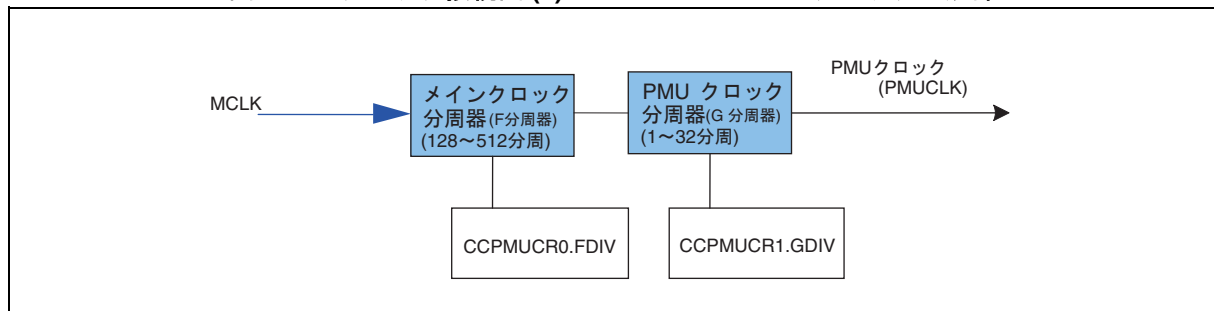 MCLK
メインクロック
分周器(F分周器)
(128～512分周)
PMU クロック
分周器(G 分周器)
(1～32分周)
PMUクロック
(PMUCLK)
CCPMUCR0.FDIV
CCPMUCR1.GDIV